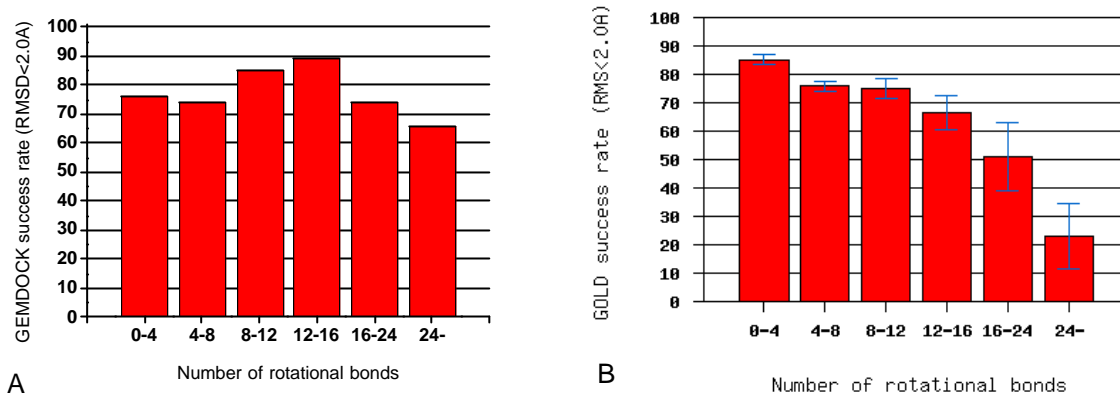 GEMDOCK success rate (RMSD<2.0A)
100
90
80
70
60
50
40
30
20
10
0
0-4 4-8 8-12 12-16 16-24 24-
Number of rotational bonds
A
GOLD success rate (RMS<2.0A)
100
90
80
70
60
50
40
30
20
10
0
0-4 4-8 8-12 12-16 16-24 24-
Number of rotational bonds
B